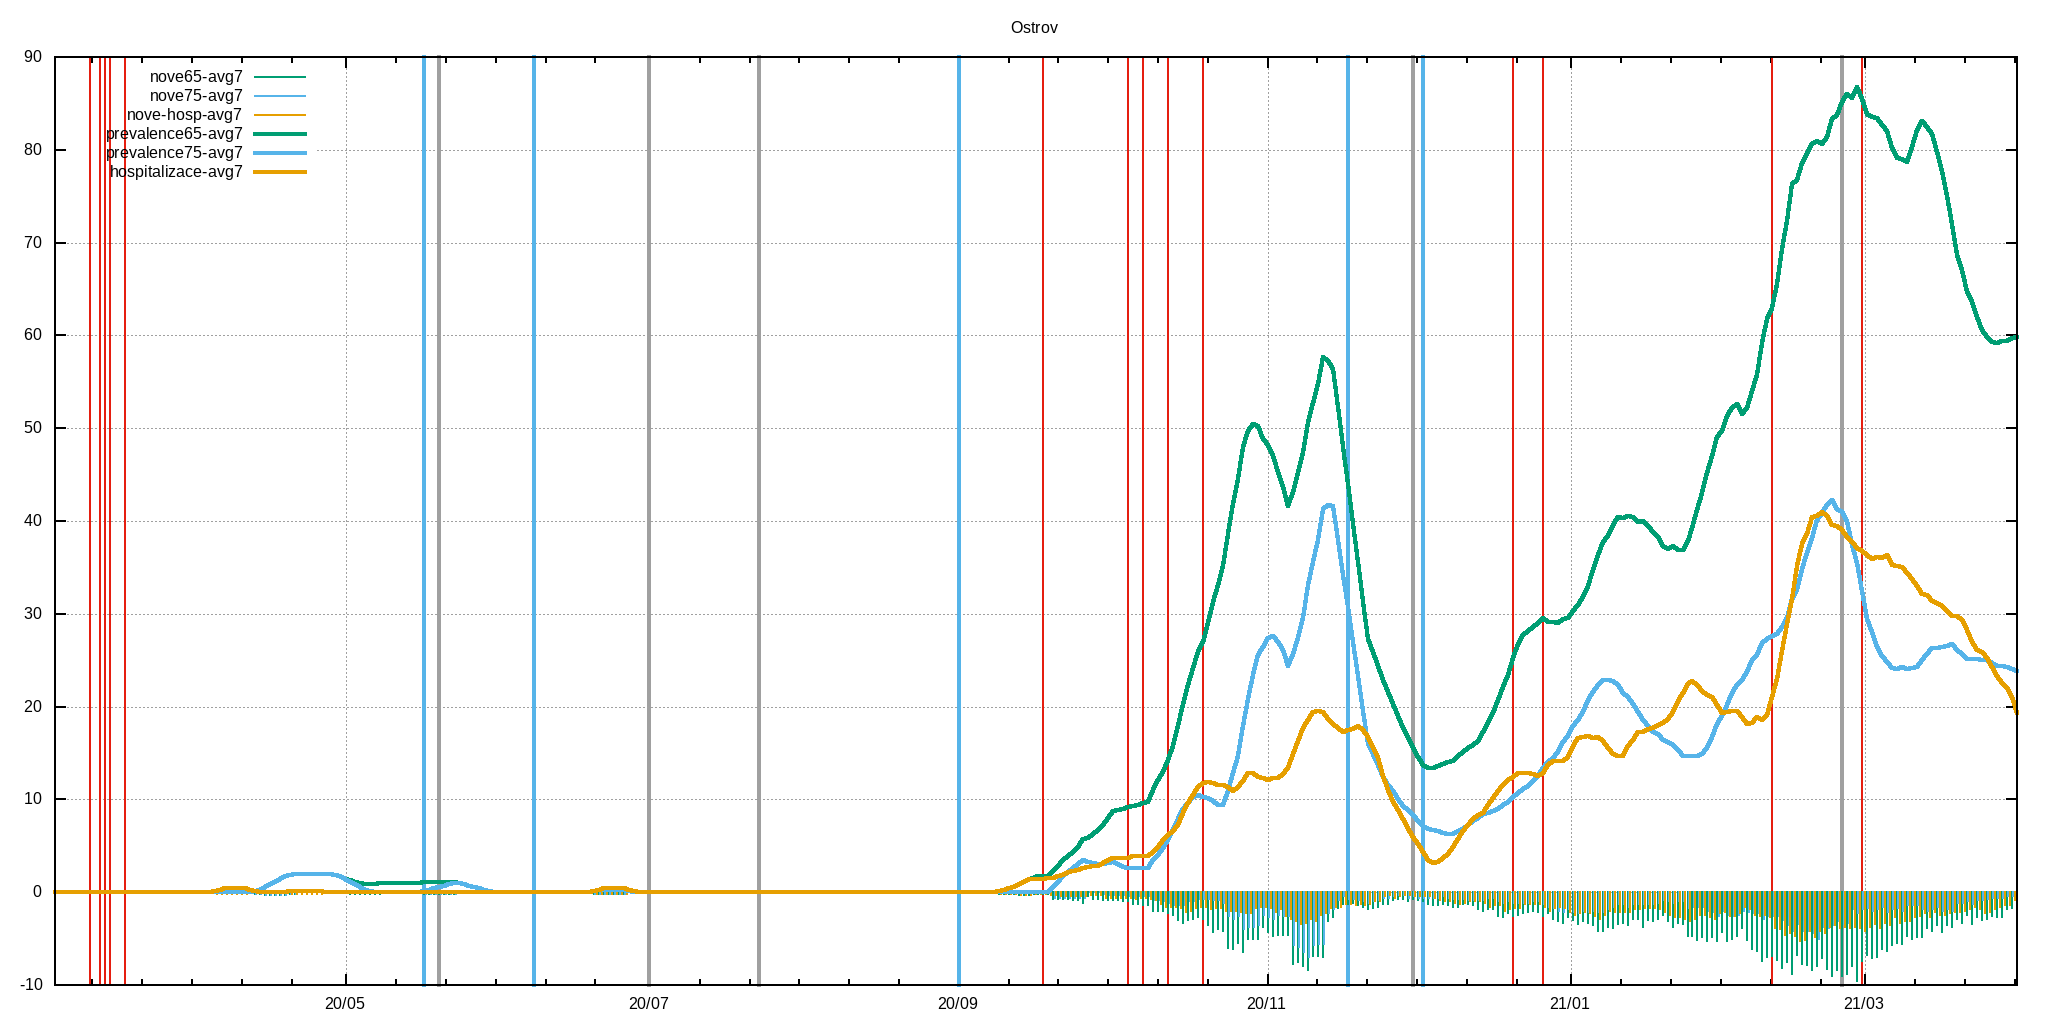 Ostrov
90
nove65-avg7
nove75-avg7
nove-hosp-avg7
prevalence65-avg7
80
prevalence75-avg7
hospitalizace-avg7
70
60
50
40
30
20
10
0
-10
20/05 20/07 20/09 20/11 21/01 21/03